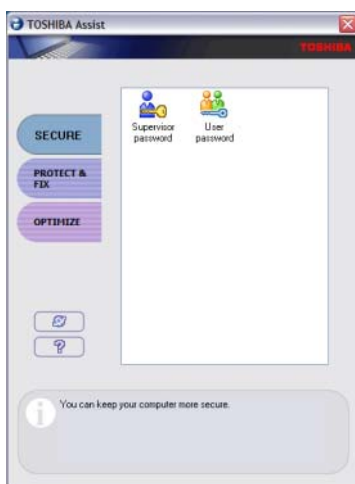 TOSHIBA Assist
TOSHIBA
SECURE
PROTECT &
FIX
OPTIMIZE
Supervisor
password
User
password
?
i
You can keep your computer more secure.